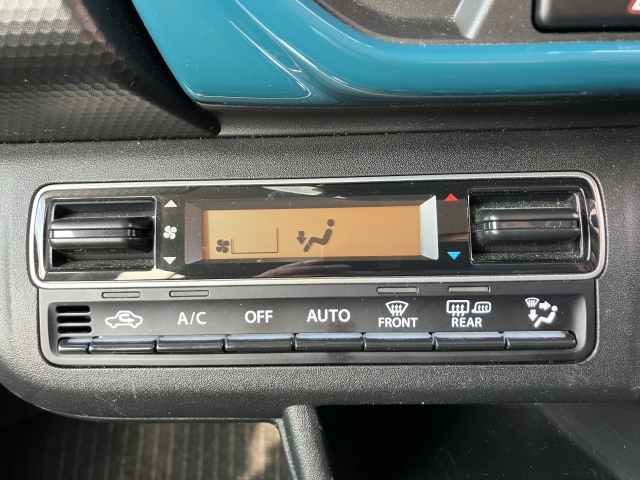 A/C OFF AUTO FRONT REAR